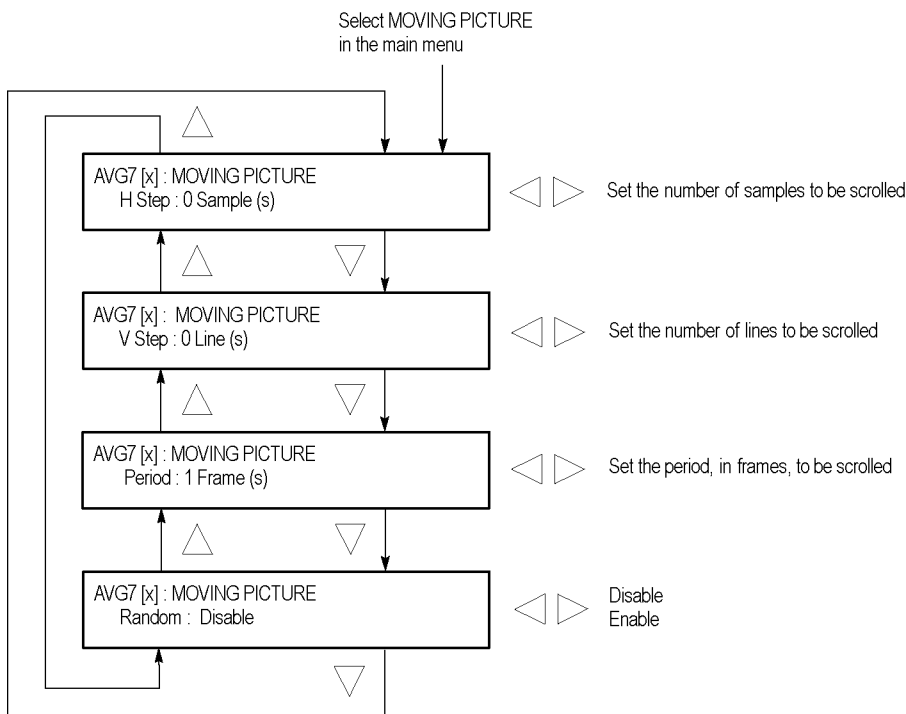 Select MOVING PICTURE
in the main menu
AVG7 [x] : MOVING PICTURE
H Step : 0 Sample (s)
Set the number of samples to be scrolled
AVG7 [x] : MOVING PICTURE
V Step : 0 Line (s)
Set the number of lines to be scrolled
AVG7 [x] : MOVING PICTURE
Period : 1 Frame (s)
Set the period, in frames, to be scrolled
AVG7 [x] : MOVING PICTURE
Random : Disable
Disable
Enable